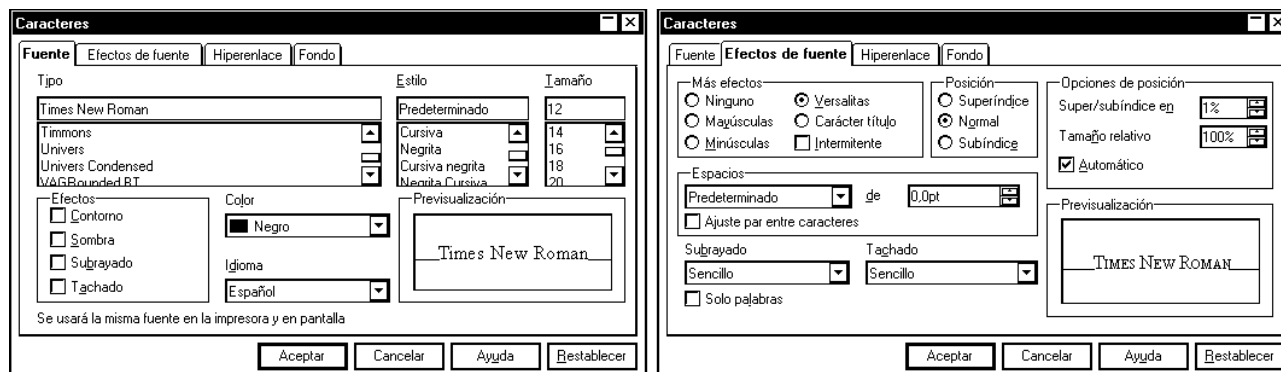 Caracteres
Fuente Efectos de fuente Hiperenlace Fondo
Tipo Estilo Tamaño
Times New Roman Predeterminado 12
Timmons Cursiva 14
Univers Negrita 16
Univers Condensed Cursiva negrita 18
VAGRounded BT Negrita Cursiva 20
Efectos Color Previsualización
Contorno
Negro
Sombra
Times New Roman
Subrayado Idioma
Tachado Español
Se usará la misma fuente en la impresora y en pantalla
Aceptar Cancelar Ayuda Restablecer
Caracteres
Fuente Efectos de fuente Hiperenlace Fondo
Más efectos Posición Opciones de posición
Ninguno Versalitas Superíndice Super/subíndice en 1%
Mayúsculas Carácter título Normal Tamaño relativo 100%
Minúsculas Intermitente Subíndice
Automático
Espacios
Predeterminado de 0,0pt
Previsualización
Ajuste par entre caracteres
Subrayado Tachado
TIMES NEW ROMAN
Sencillo Sencillo
Solo palabras
Aceptar Cancelar Ayuda Restablecer